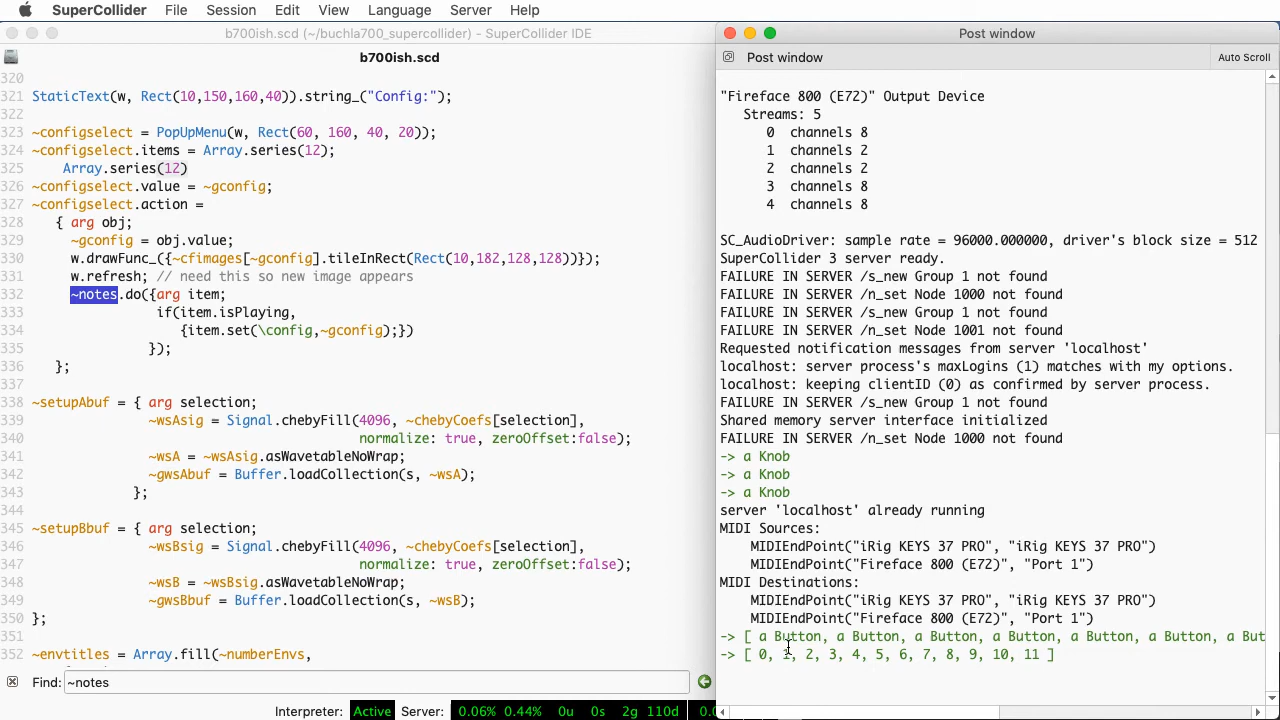 SuperCollider File Session Edit View Language Server Help
b700ish.scd (~/buchla700_supercollider) - SuperCollider IDE
b700ish.scd
320
321 StaticText(w, Rect(10,150,160,40)).string_("Config:");
322
323 ~configselect = PopUpMenu(w, Rect(60, 160, 40, 20));
324 ~configselect.items = Array.series(12);
325 Array.series(12)
326 ~configselect.value = ~gconfig;
327 ~configselect.action =
328 { arg obj;
329 ~gconfig = obj.value;
330 w.drawFunc_({~cfimages[~gconfig].tileInRect(Rect(10,182,128,128))});
331 w.refresh; // need this so new image appears
332 ~notes.do({arg item;
333 if(item.isPlaying,
334 {item.set(\config,~gconfig);})
335 });
336 };
337
338 ~setupAbuf = { arg selection;
339 ~wsAsig = Signal.chebyFill(4096, ~chebyCoefs[selection],
340 normalize: true, zeroOffset:false);
341 ~wsA = ~wsAsig.asWavetableNoWrap;
342 ~gwsAbuf = Buffer.loadCollection(s, ~wsA);
343 };
344
345 ~setupBbuf = { arg selection;
346 ~wsBsig = Signal.chebyFill(4096, ~chebyCoefs[selection],
347 normalize: true, zeroOffset:false);
348 ~wsB = ~wsBsig.asWavetableNoWrap;
349 ~gwsBbuf = Buffer.loadCollection(s, ~wsB);
350 };
351
352 ~envtitles = Array.fill(~numberEnvs,
Find: ~notes
Interpreter: Active Server: 0.06% 0.44% 0u 0s 2g 110d
Post window
Post window Auto Scroll
"Fireface 800 (E72)" Output Device
Streams: 5
0 channels 8
1 channels 2
2 channels 2
3 channels 8
4 channels 8
SC_AudioDriver: sample rate = 96000.000000, driver's block size = 512
SuperCollider 3 server ready.
FAILURE IN SERVER /s_new Group 1 not found
FAILURE IN SERVER /n_set Node 1000 not found
FAILURE IN SERVER /s_new Group 1 not found
FAILURE IN SERVER /n_set Node 1001 not found
Requested notification messages from server 'localhost'
localhost: server process's maxLogins (1) matches with my options.
localhost: keeping clientID (0) as confirmed by server process.
FAILURE IN SERVER /s_new Group 1 not found
Shared memory server interface initialized
FAILURE IN SERVER /n_set Node 1000 not found
-> a Knob
-> a Knob
-> a Knob
server 'localhost' already running
MIDI Sources:
MIDIEndPoint("iRig KEYS 37 PRO", "iRig KEYS 37 PRO")
MIDIEndPoint("Fireface 800 (E72)", "Port 1")
MIDI Destinations:
MIDIEndPoint("iRig KEYS 37 PRO", "iRig KEYS 37 PRO")
MIDIEndPoint("Fireface 800 (E72)", "Port 1")
-> [ a Button, a Button, a Button, a Button, a Button, a Button, a But
-> [ 0, 1, 2, 3, 4, 5, 6, 7, 8, 9, 10, 11 ]